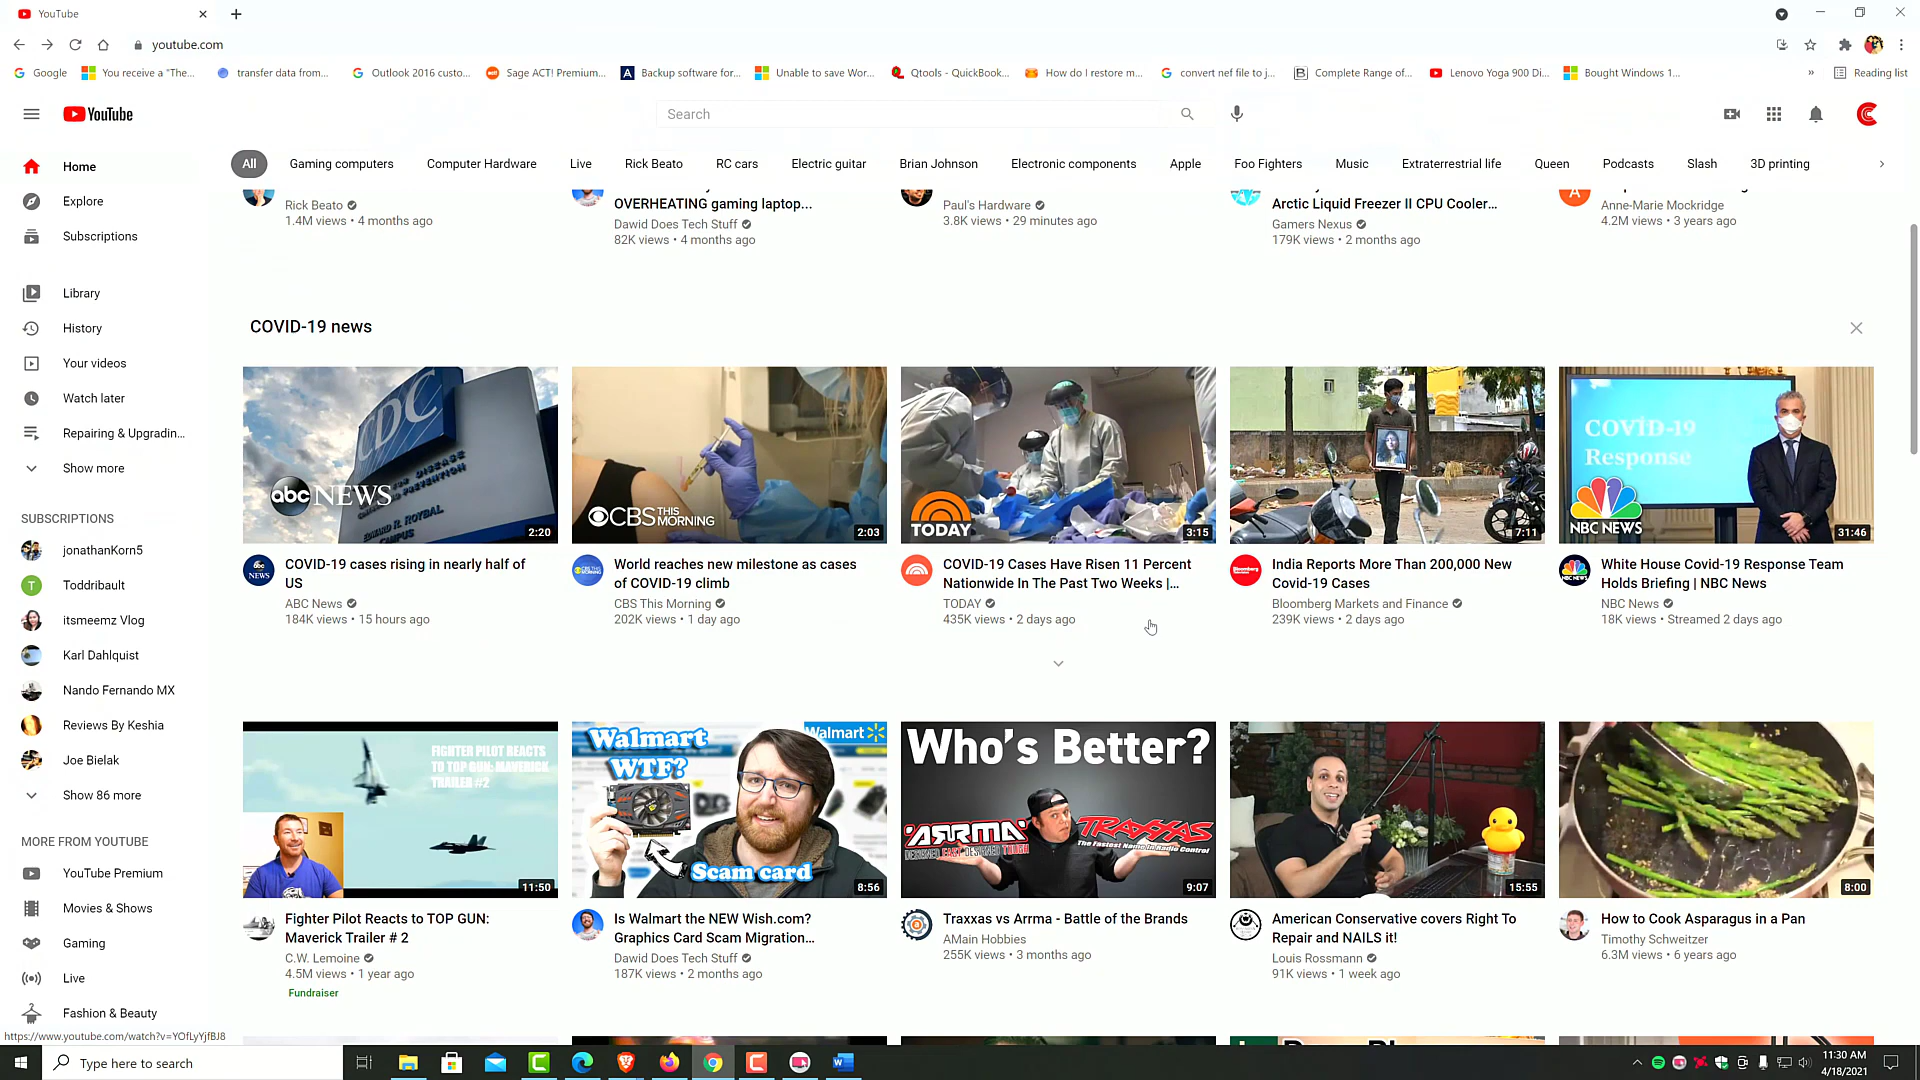 YouTube
youtube.com
Google
You receive a "The...
transfer data from...
Outlook 2016 custo...
Sage ACT! Premium...
Backup software for...
Unable to save Wor...
Qtools - QuickBook...
How do I restore m...
convert nef file to j...
Complete Range of...
Lenovo Yoga 900 Di...
Bought Windows 1...
»
Reading list
YouTube
Search
Home
Explore
Subscriptions
Library
History
Your videos
Watch later
Repairing & Upgradin...
Show more
SUBSCRIPTIONS
jonathanKorn5
Toddribault
itsmeemz Vlog
Karl Dahlquist
Nando Fernando MX
Reviews By Keshia
Joe Bielak
Show 86 more
MORE FROM YOUTUBE
YouTube Premium
Movies & Shows
Gaming
Live
Fashion & Beauty
All
Gaming computers
Computer Hardware
Live
Rick Beato
RC cars
Electric guitar
Brian Johnson
Electronic components
Apple
Foo Fighters
Music
Extraterrestrial life
Queen
Podcasts
Slash
3D printing
Rick Beato
1.4M views • 4 months ago
OVERHEATING gaming laptop...
Dawid Does Tech Stuff
82K views • 4 months ago
Paul's Hardware
3.8K views • 29 minutes ago
Arctic Liquid Freezer II CPU Cooler...
Gamers Nexus
179K views • 2 months ago
A
Anne-Marie Mockridge
4.2M views • 3 years ago
COVID-19 news
CDC
EDWARD R. ROYBAL
CAMPUS
abc NEWS
2:20
COVID-19 cases rising in nearly half of
US
ABC News
184K views • 15 hours ago
CBS THIS
MORNING
2:03
World reaches new milestone as cases
of COVID-19 climb
CBS This Morning
202K views • 1 day ago
TODAY
3:15
COVID-19 Cases Have Risen 11 Percent
Nationwide In The Past Two Weeks |...
TODAY
435K views • 2 days ago
7:11
India Reports More Than 200,000 New
Covid-19 Cases
Bloomberg Markets and Finance
239K views • 2 days ago
COVID-19
Response
NBC NEWS
31:46
White House Covid-19 Response Team
Holds Briefing | NBC News
NBC News
18K views • Streamed 2 days ago
FIGHTER PILOT REACTS
TO TOP GUN: MAVERICK
TRAILER #2
11:50
Fighter Pilot Reacts to TOP GUN:
Maverick Trailer # 2
C.W. Lemoine
4.5M views • 1 year ago
Fundraiser
Walmart
WTF?
Walmart
Scam card
8:56
Is Walmart the NEW Wish.com?
Graphics Card Scam Migration...
Dawid Does Tech Stuff
187K views • 2 months ago
Who's Better?
ARRMA
DESIGNED FAST DESIGNED TOUGH
TRAXXAS
The Fastest Name in Radio Control
9:07
Traxxas vs Arrma - Battle of the Brands
AMain Hobbies
255K views • 3 months ago
15:55
American Conservative covers Right To
Repair and NAILS it!
Louis Rossmann
91K views • 1 week ago
8:00
How to Cook Asparagus in a Pan
Timothy Schweitzer
6.3M views • 6 years ago
https://www.youtube.com/watch?v=YOfLyYjfBJ8
Type here to search
11:30 AM
4/18/2021